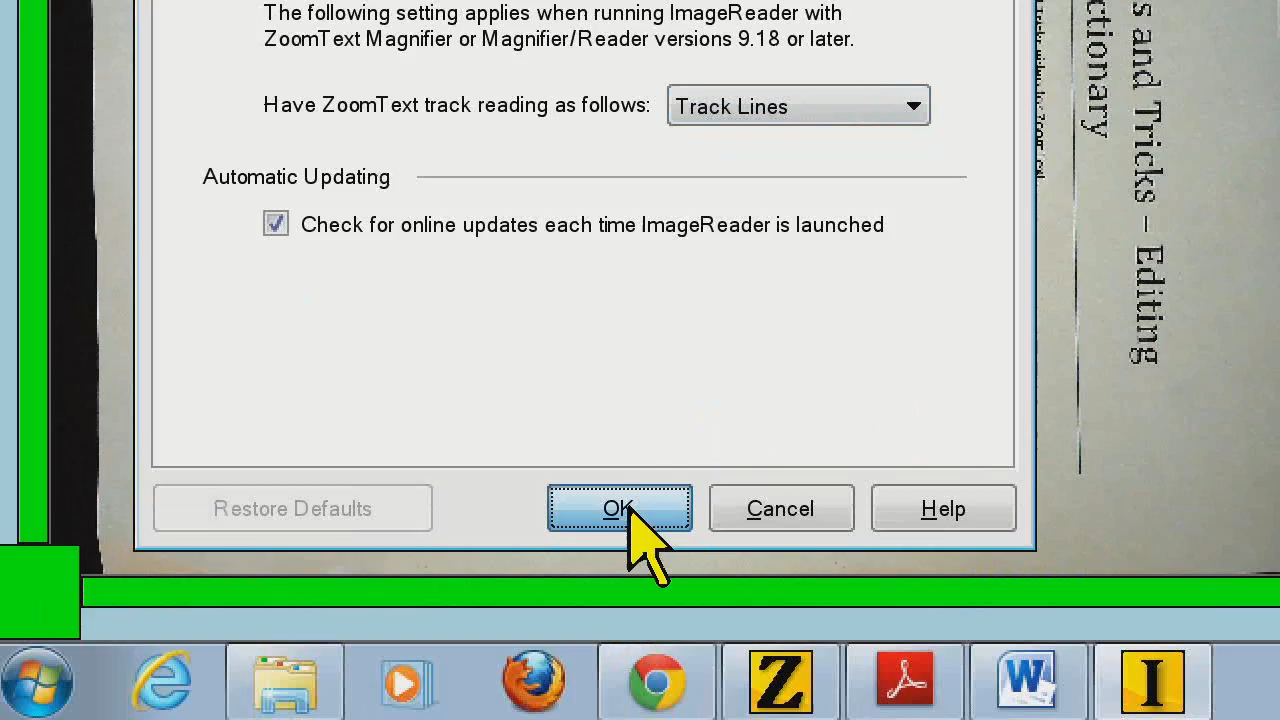 The following setting applies when running ImageReader with
ZoomText Magnifier or Magnifier/Reader versions 9.18 or later.
Have ZoomText track reading as follows:
Track Lines
Automatic Updating
Check for online updates each time ImageReader is launched
Restore Defaults
OK
Cancel
Help
s and Tricks – Editing
ctionary
Z
W
I